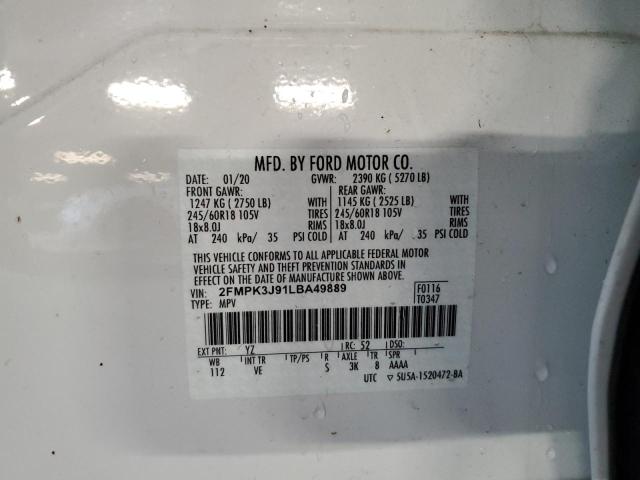 MFD. BY FORD MOTOR CO.
DATE: 01/20 GVWR: 2390 KG ( 5270 LB)
FRONT GAWR: REAR GAWR:
1247 KG ( 2750 LB) WITH 1145 KG ( 2525 LB) WITH
245/60R18 105V TIRES 245/60R18 105V TIRES
18x8.0J RIMS 18x8.0J RIMS
AT 240 kPa/ 35 PSI COLD AT 240 kPa/ 35 PSI COLD
THIS VEHICLE CONFORMS TO ALL APPLICABLE FEDERAL MOTOR
VEHICLE SAFETY AND THEFT PREVENTION STANDARDS IN
EFFECT ON THE DATE OF MANUFACTURE SHOWN ABOVE.
VIN: 2FMPK3J91LBA49889 F0116
TYPE: MPV T0347
EXT PNT: YZ RC: 52 DSO:
WB INT TR TP/PS R AXLE TR SPR
112 VE S 3K 8 AAAA
UTC ▽ 5U5A-1520472-BA